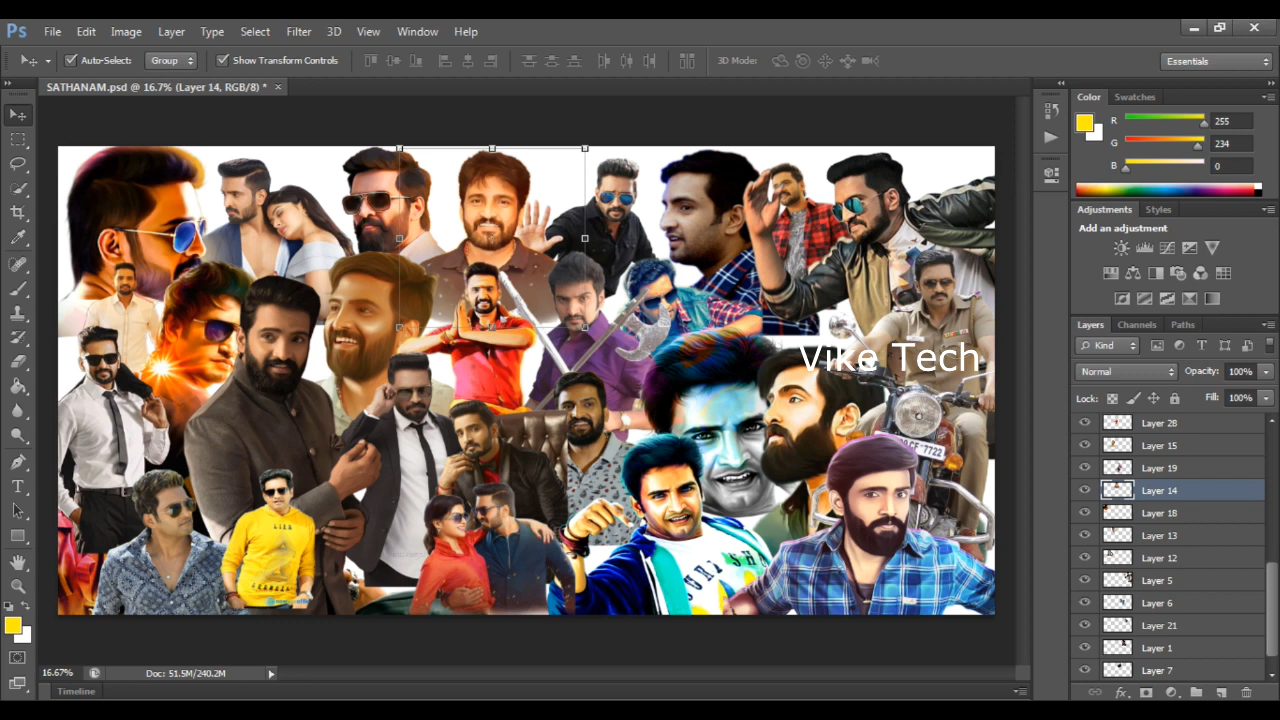 Ps File Edit Image Layer Type Select Filter 3D View Window Help
Auto-Select: Group Show Transform Controls 3D Mode: Essentials
SATHANAM.psd @ 16.7% (Layer 14, RGB/8) * ×
Color Swatches
R 255
G 234
B 0
Adjustments Styles
Add an adjustment
Layers Channels Paths
Kind
Normal Opacity: 100%
Lock: Fill: 100%
Layer 28
Layer 15
Layer 19
Layer 14
Layer 18
Layer 13
Layer 12
Layer 5
Layer 6
Layer 21
Layer 1
Layer 7
Vike Tech
16.67% Doc: 51.5M/240.2M
Timeline